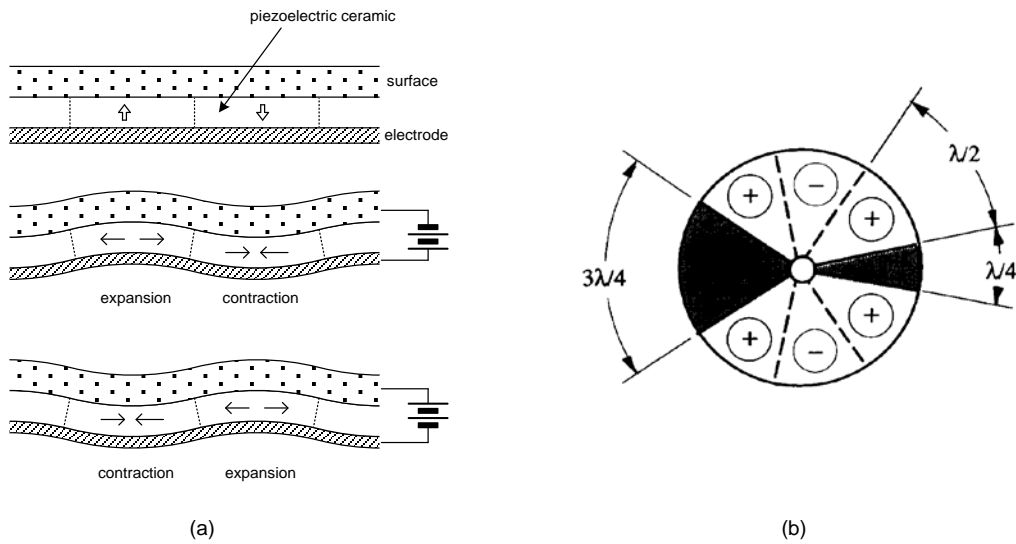 piezoelectric ceramic
surface
electrode
expansion contraction
contraction expansion
(a)
λ/2
3λ/4
λ/4
+
−
+
+
−
+
(b)